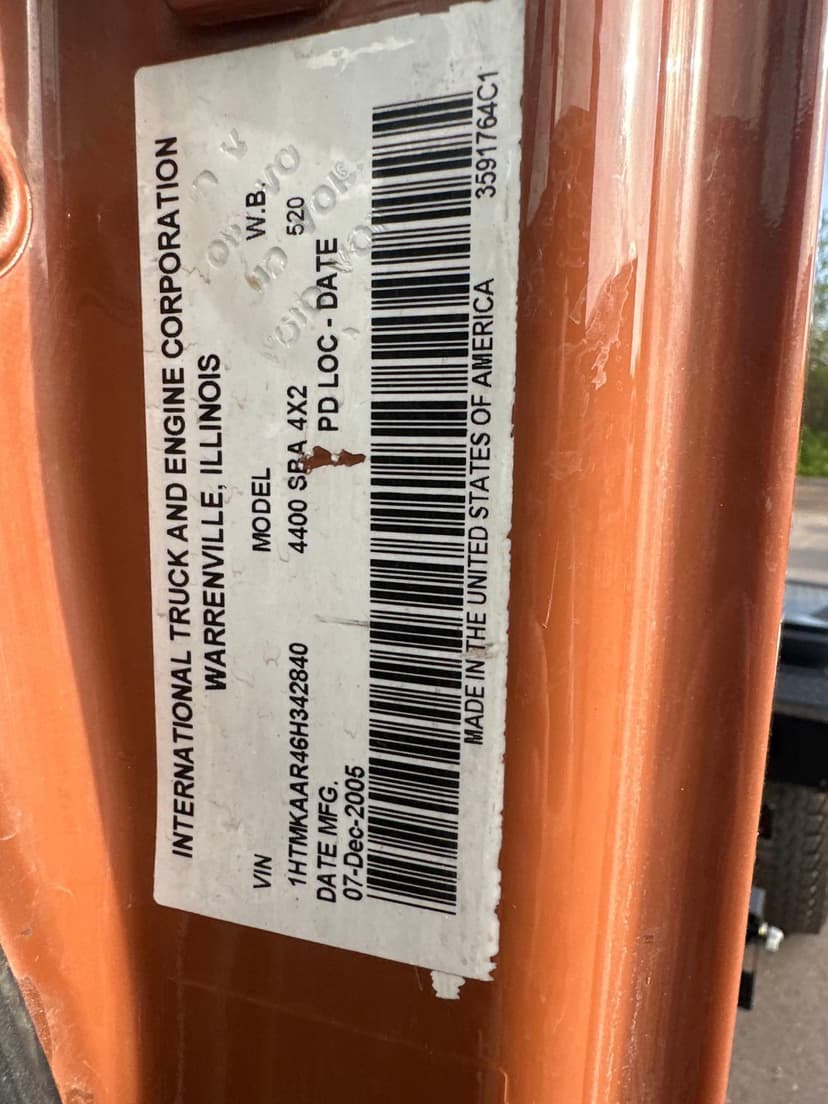 INTERNATIONAL TRUCK AND ENGINE CORPORATION
WARRENVILLE, ILLINOIS
VIN MODEL W.B.
1HTMKAAR46H342840 4400 SBA 4X2 520
DATE MFG. PD LOC - DATE
07-Dec-2005
MADE IN THE UNITED STATES OF AMERICA 3591764C1